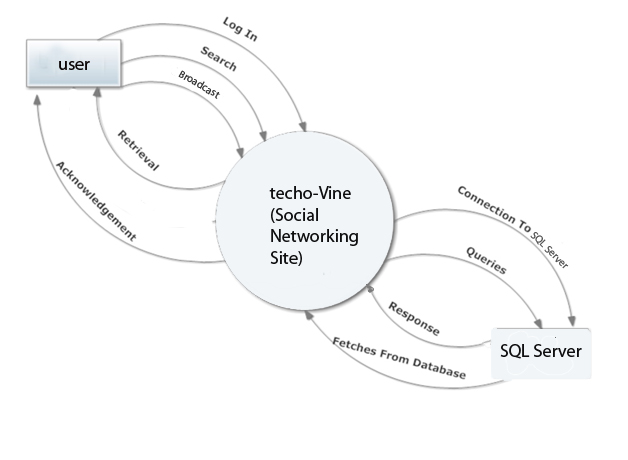 Log In
Search
user
Broadcast
Retrieval
Acknowledgement
techo-Vine
(Social
Networking
Site)
Connection To SQL Server
Queries
Response
Fetches From Database
SQL Server